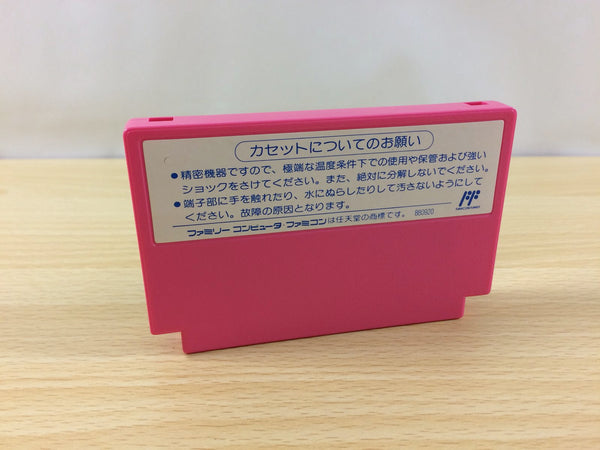 カセットについてのお願い
●精密機器ですので、極端な温度条件下での使用や保管および強い
ショックをさけてください。また、絶対に分解しないでください。
●端子部に手を触れたり、水にぬらしたりして汚さないようにして
ください。故障の原因となります。
ファミリー コンピュータ・ファミコンは任天堂の商標です。 880920